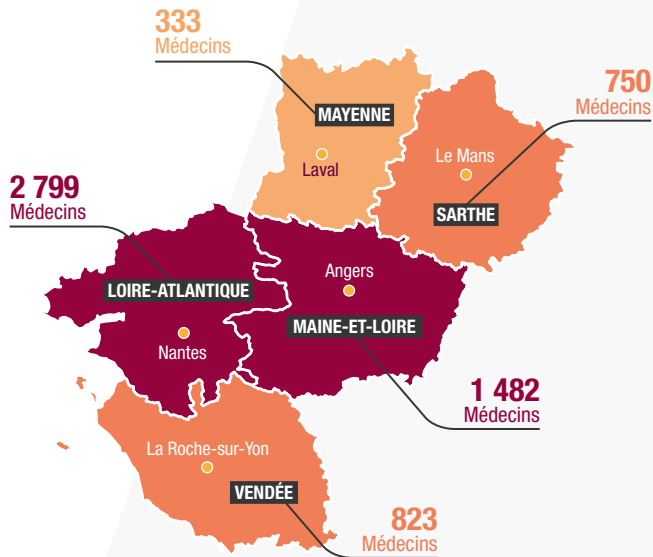 333
Médecins
MAYENNE
Laval
750
Médecins
Le Mans
SARTHE
2 799
Médecins
LOIRE-ATLANTIQUE
Nantes
Angers
MAINE-ET-LOIRE
1 482
Médecins
La Roche-sur-Yon
VENDÉE
823
Médecins